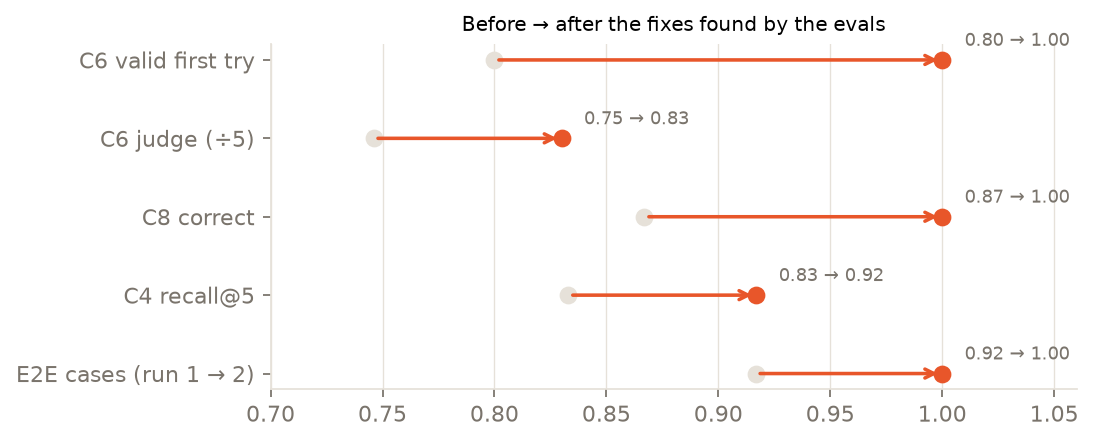 Before → after the fixes found by the evals
C6 valid first try
0.80 → 1.00
C6 judge (÷5)
0.75 → 0.83
C8 correct
0.87 → 1.00
C4 recall@5
0.83 → 0.92
E2E cases (run 1 → 2)
0.92 → 1.00
0.70 0.75 0.80 0.85 0.90 0.95 1.00 1.05